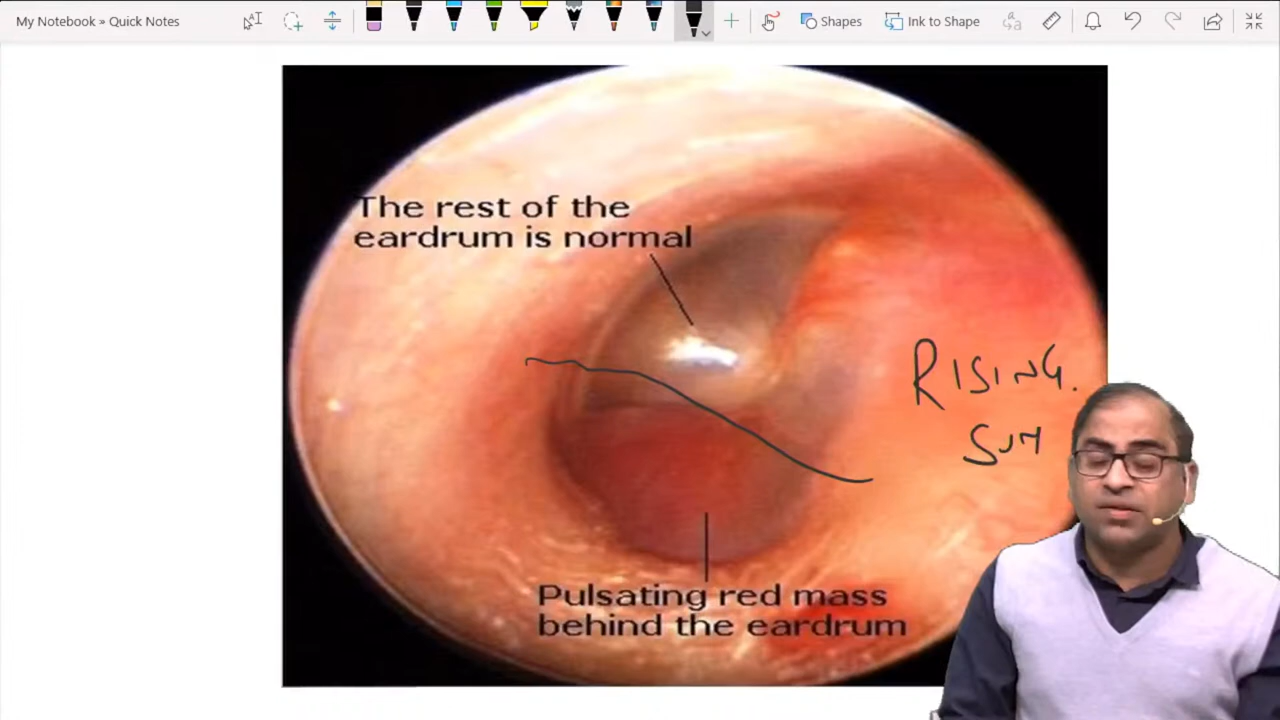 My Notebook » Quick Notes
Shapes
Ink to Shape
The rest of the
eardrum is normal
RISING.
SUN
Pulsating red mass
behind the eardrum